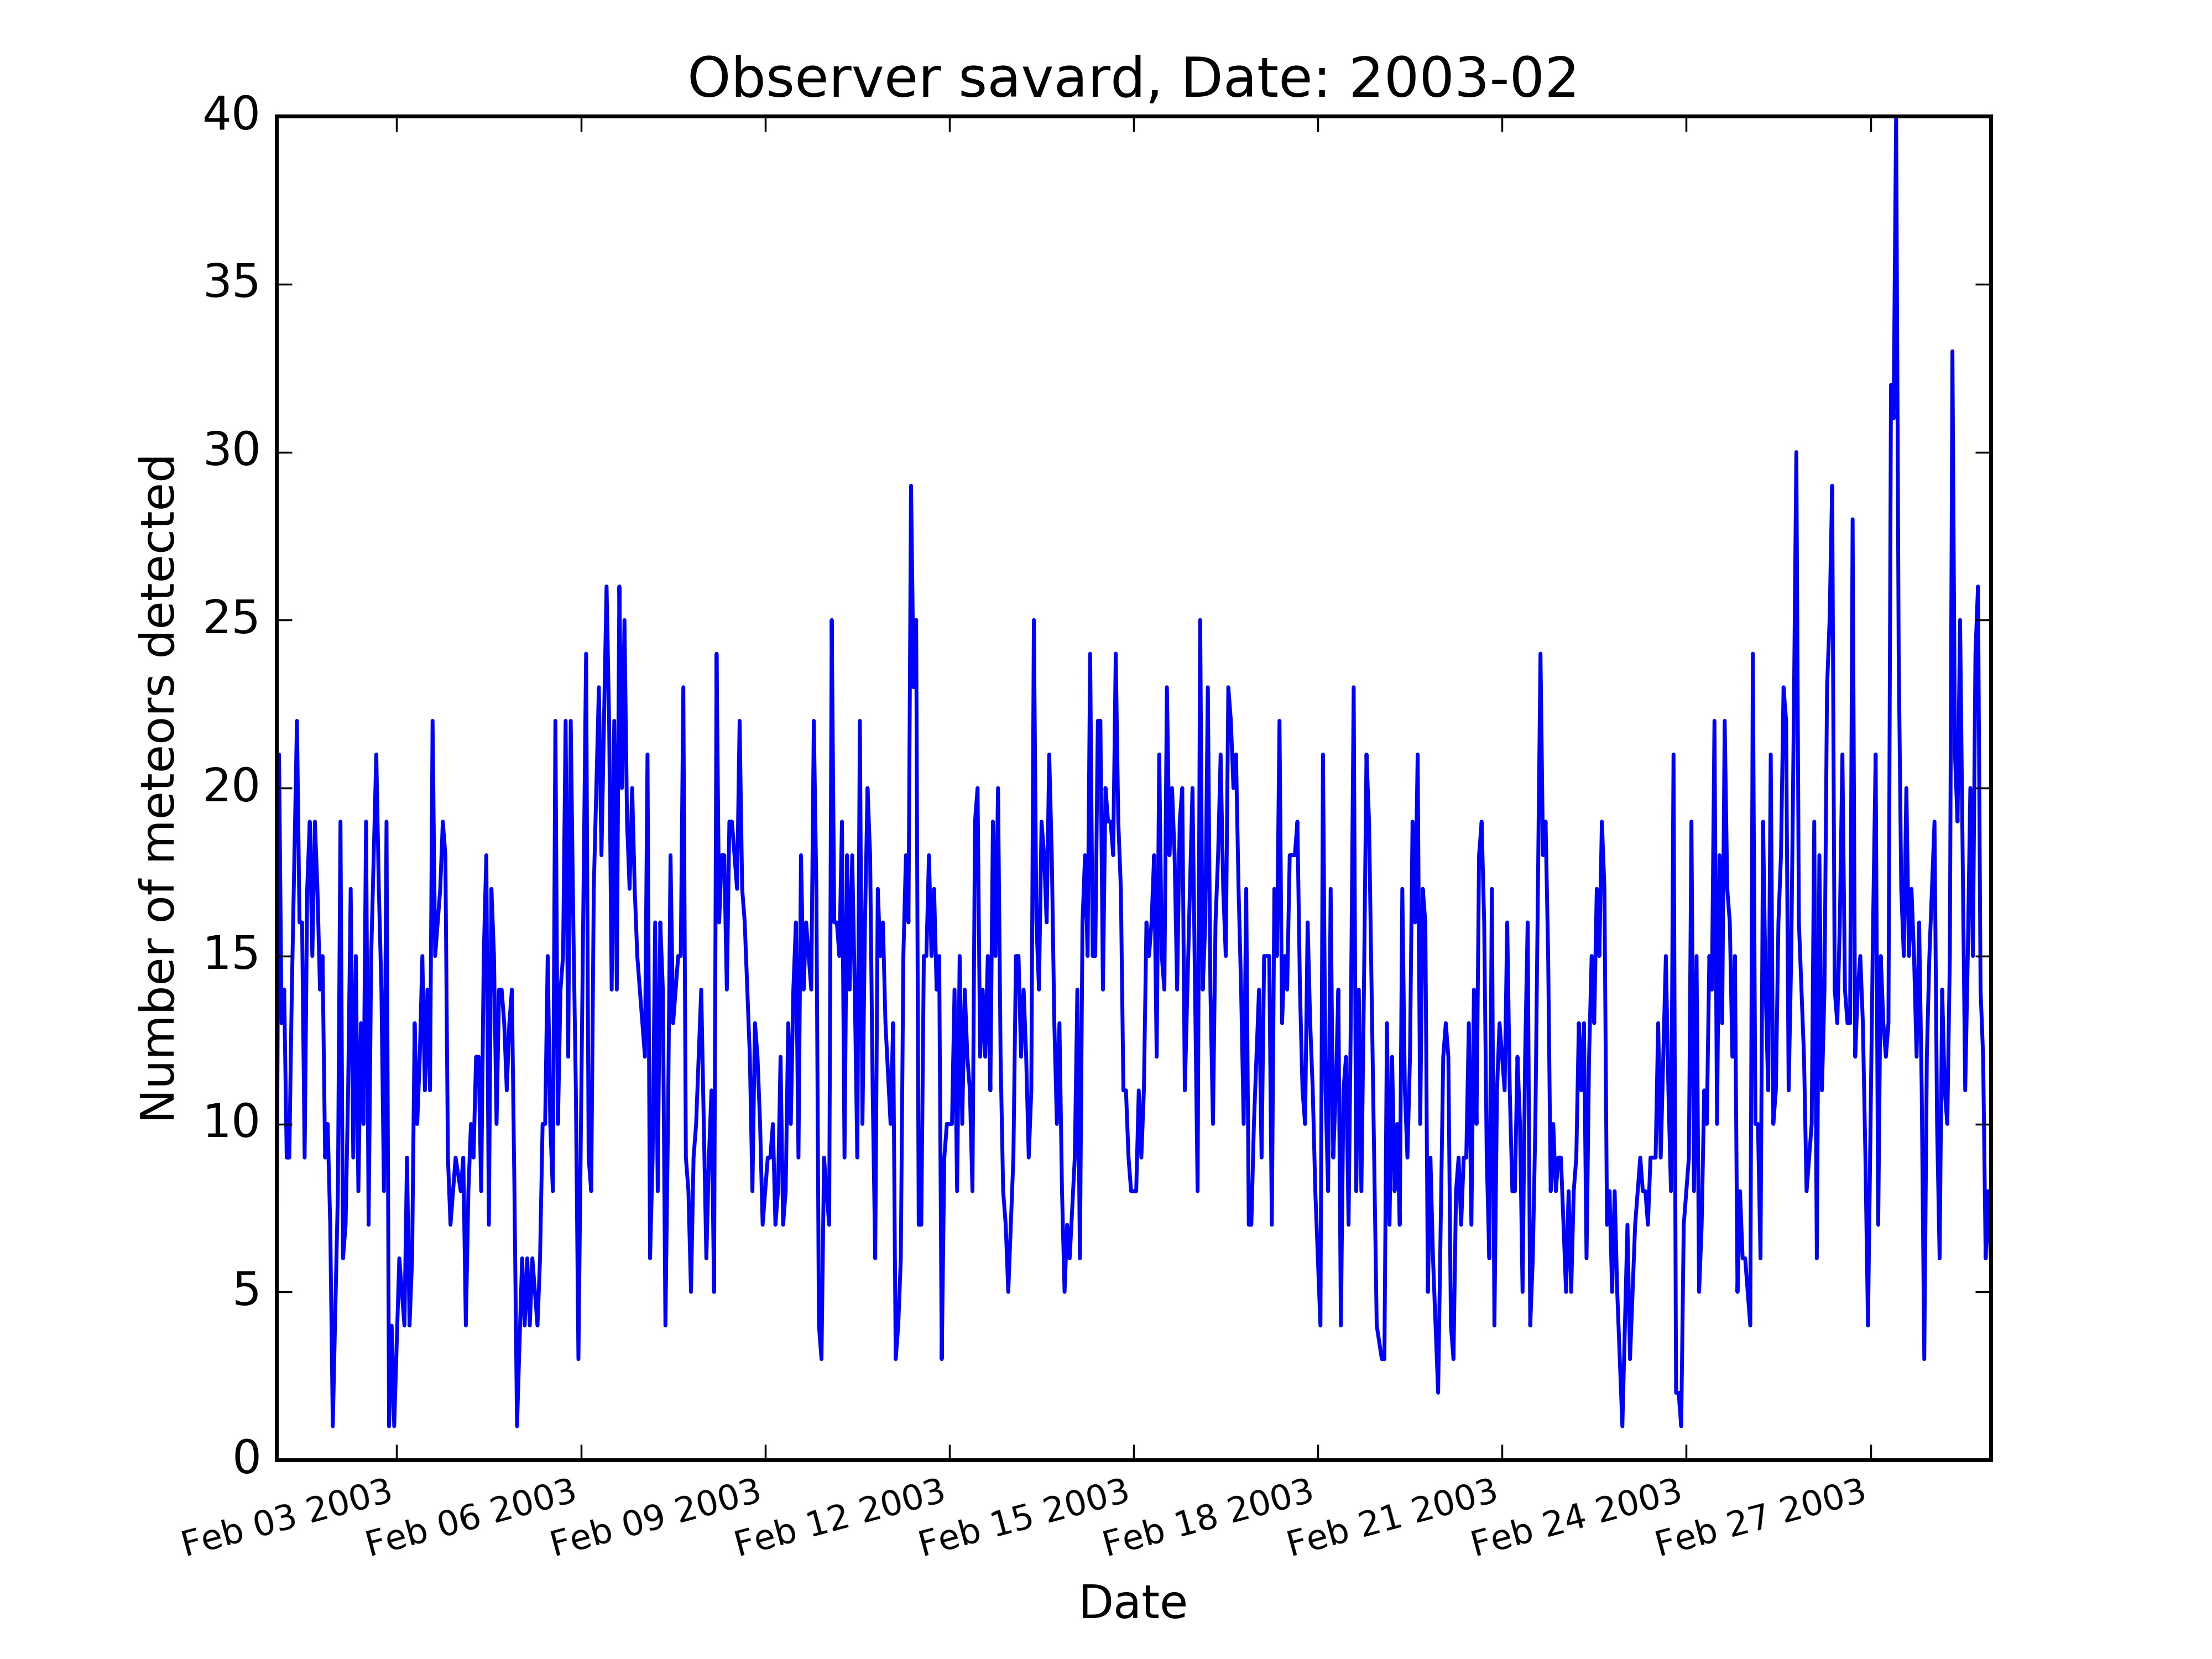 Observer savard, Date: 2003-02
40
35
30
25
20
15
10
5
0
Number of meteors detected
Feb 03 2003
Feb 06 2003
Feb 09 2003
Feb 12 2003
Feb 15 2003
Feb 18 2003
Feb 21 2003
Feb 24 2003
Feb 27 2003
Date